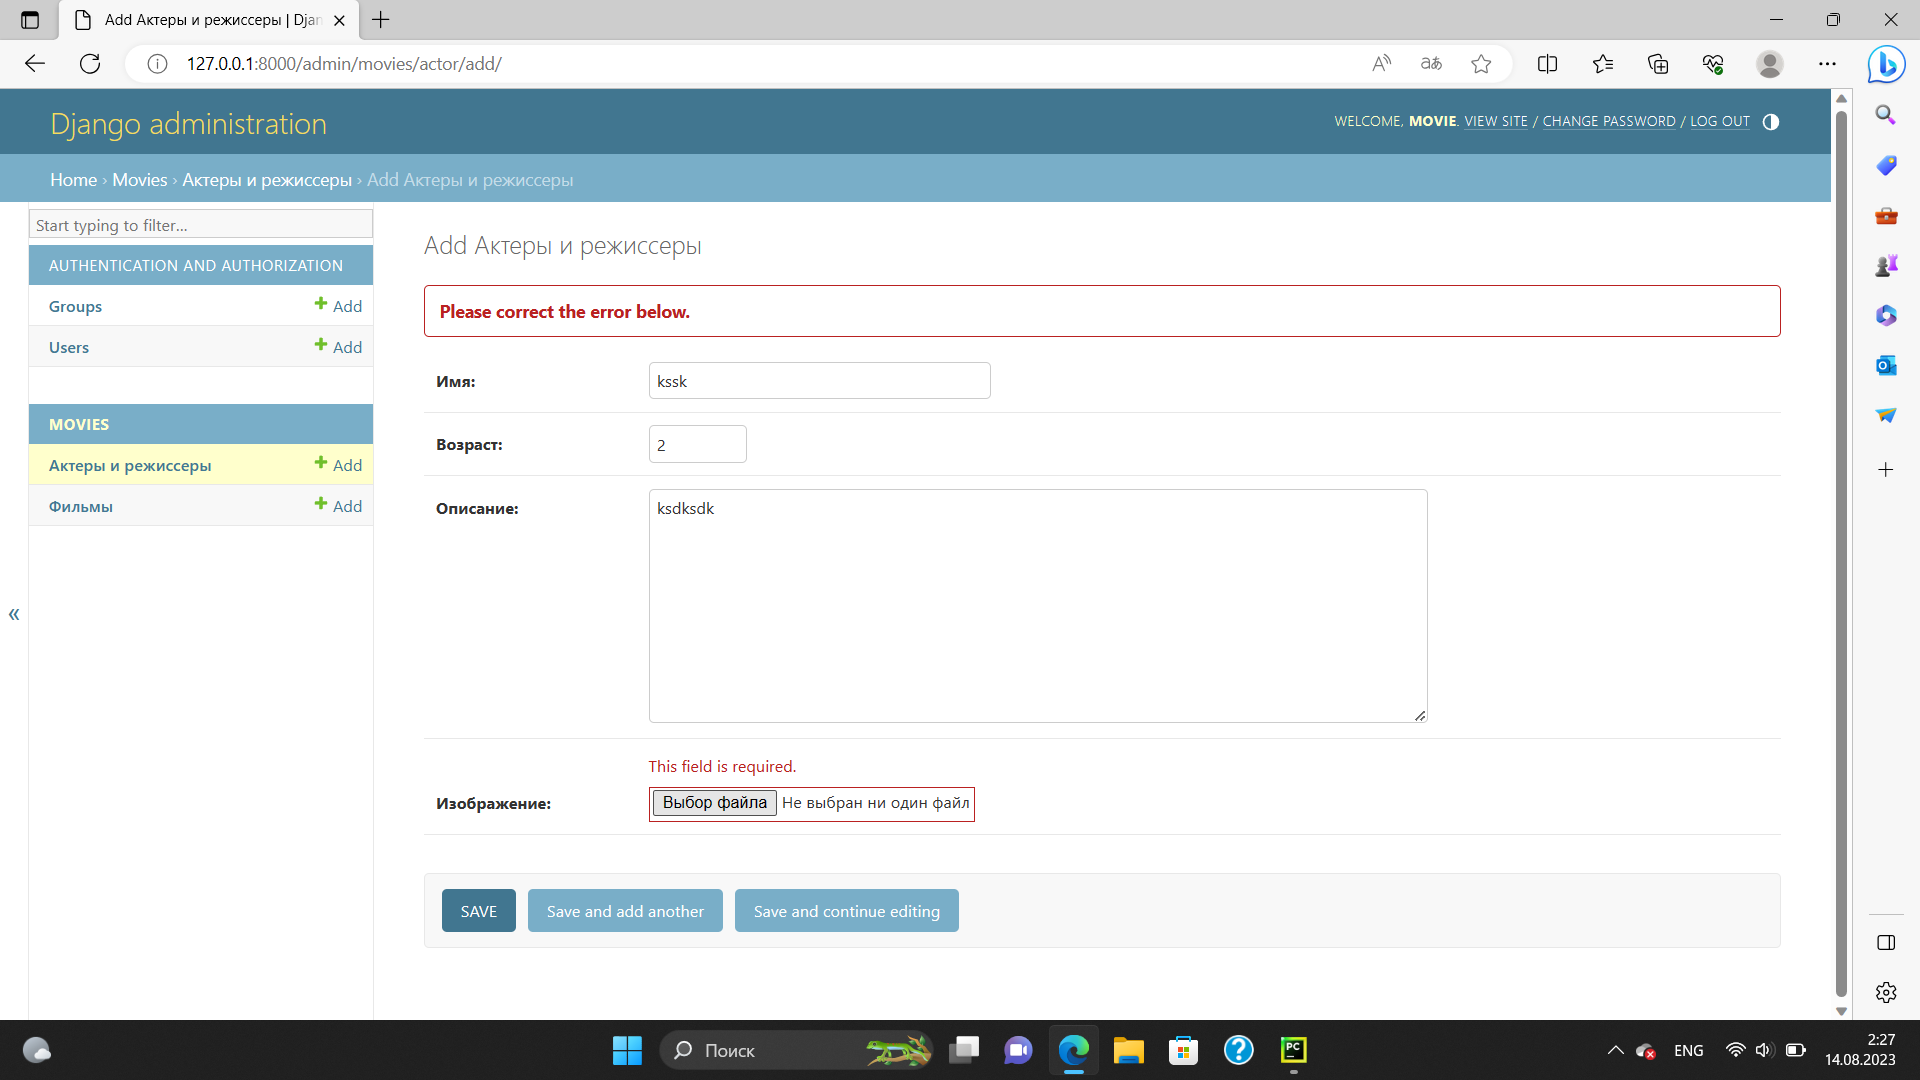 Add Актеры и режиссеры | Djan
127.0.0.1:8000/admin/movies/actor/add/
Django administration
WELCOME, MOVIE. VIEW SITE / CHANGE PASSWORD / LOG OUT
Home › Movies › Актеры и режиссеры › Add Актеры и режиссеры
Start typing to filter...
AUTHENTICATION AND AUTHORIZATION
Groups Add
Users Add
MOVIES
Актеры и режиссеры Add
Фильмы Add
«
Add Актеры и режиссеры
Please correct the error below.
Имя: kssk
Возраст: 2
Описание: ksdksdk
This field is required.
Изображение: Выбор файла Не выбран ни один файл
SAVE Save and add another Save and continue editing
Поиск
PC
ENG
2:27
14.08.2023